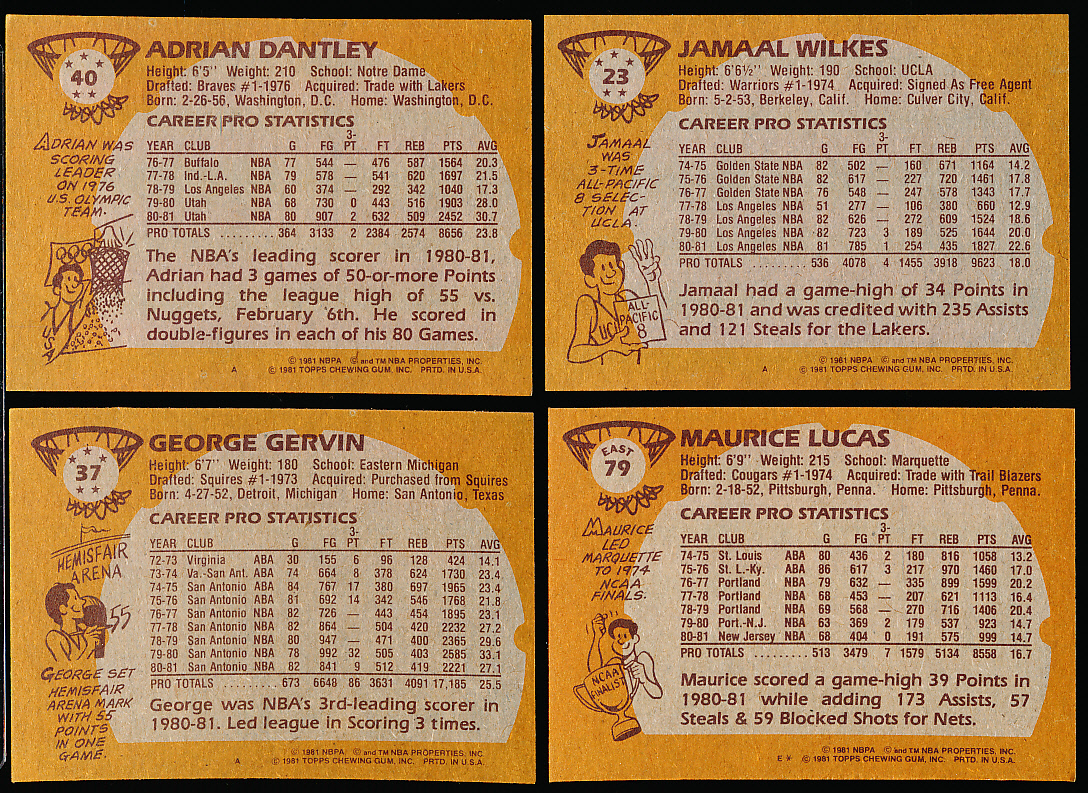 ADRIAN DANTLEY
40
Height: 6'5'' Weight: 210 School: Notre Dame
Drafted: Braves #1-1976 Acquired: Trade with Lakers
Born: 2-26-56, Washington, D.C. Home: Washington, D.C.
CAREER PRO STATISTICS
YEAR CLUB G FG 3-PT FT REB PTS AVG
76-77 Buffalo NBA 77 544 — 476 587 1564 20.3
77-78 Ind.-L.A. NBA 79 578 — 541 620 1697 21.5
78-79 Los Angeles NBA 60 374 — 292 342 1040 17.3
79-80 Utah NBA 68 730 0 443 516 1903 28.0
80-81 Utah NBA 80 907 2 632 509 2452 30.7
PRO TOTALS .......... 364 3133 2 2384 2574 8656 23.8
ADRIAN WAS
SCORING
LEADER
ON 1976
U.S. OLYMPIC
TEAM.
USA
The NBA's leading scorer in 1980-81,
Adrian had 3 games of 50-or-more Points
including the league high of 55 vs.
Nuggets, February 6th. He scored in
double-figures in each of his 80 Games.
© 1981 NBPA © and TM NBA PROPERTIES, INC.
A © 1981 TOPPS CHEWING GUM, INC. PRTD. IN U.S.A.
JAMAAL WILKES
23
Height: 6'6½'' Weight: 190 School: UCLA
Drafted: Warriors #1-1974 Acquired: Signed As Free Agent
Born: 5-2-53, Berkeley, Calif. Home: Culver City, Calif.
CAREER PRO STATISTICS
YEAR CLUB G FG 3-PT FT REB PTS AVG
74-75 Golden State NBA 82 502 — 160 671 1164 14.2
75-76 Golden State NBA 82 617 — 227 720 1461 17.8
76-77 Golden State NBA 76 548 — 247 578 1343 17.7
77-78 Los Angeles NBA 51 277 — 106 380 660 12.9
78-79 Los Angeles NBA 82 626 — 272 609 1524 18.6
79-80 Los Angeles NBA 82 723 3 189 525 1644 20.0
80-81 Los Angeles NBA 81 785 1 254 435 1827 22.6
PRO TOTALS .......... 536 4078 4 1455 3918 9623 18.0
JAMAAL
WAS
3-TIME
ALL-PACIFIC
8 SELEC-
TION AT
UCLA.
ALL-
PACIFIC
8
UCLA
Jamaal had a game-high of 34 Points in
1980-81 and was credited with 235 Assists
and 121 Steals for the Lakers.
© 1981 NBPA © and TM NBA PROPERTIES, INC.
A © 1981 TOPPS CHEWING GUM, INC. PRTD. IN U.S.A.
GEORGE GERVIN
37
Height: 6'7'' Weight: 180 School: Eastern Michigan
Drafted: Squires #1-1973 Acquired: Purchased from Squires
Born: 4-27-52, Detroit, Michigan Home: San Antonio, Texas
CAREER PRO STATISTICS
YEAR CLUB G FG 3-PT FT REB PTS AVG
72-73 Virginia ABA 30 155 6 96 128 424 14.1
73-74 Va.-San Ant. ABA 74 664 8 378 624 1730 23.4
74-75 San Antonio ABA 84 767 17 380 697 1965 23.4
75-76 San Antonio ABA 81 692 14 342 546 1768 21.8
76-77 San Antonio NBA 82 726 — 443 454 1895 23.1
77-78 San Antonio NBA 82 864 — 504 420 2232 27.2
78-79 San Antonio NBA 80 947 — 471 400 2365 29.6
79-80 San Antonio NBA 78 992 32 505 403 2585 33.1
80-81 San Antonio NBA 82 841 9 512 419 2221 27.1
PRO TOTALS .......... 673 6648 86 3631 4091 17,185 25.5
HEMISFAIR
ARENA
55
GEORGE SET
HEMISFAIR
ARENA MARK
WITH 55
POINTS
IN ONE
GAME.
George was NBA's 3rd-leading scorer in
1980-81. Led league in Scoring 3 times.
© 1981 NBPA © and TM NBA PROPERTIES, INC.
A © 1981 TOPPS CHEWING GUM, INC. PRTD. IN U.S.A.
MAURICE LUCAS
EAST
79
Height: 6'9'' Weight: 215 School: Marquette
Drafted: Cougars #1-1974 Acquired: Trade with Trail Blazers
Born: 2-18-52, Pittsburgh, Penna. Home: Pittsburgh, Penna.
CAREER PRO STATISTICS
YEAR CLUB G FG 3-PT FT REB PTS AVG
74-75 St. Louis ABA 80 436 2 180 816 1058 13.2
75-76 St. L.-Ky. ABA 86 617 3 217 970 1460 17.0
76-77 Portland NBA 79 632 — 335 899 1599 20.2
77-78 Portland NBA 68 453 — 207 621 1113 16.4
78-79 Portland NBA 69 568 — 270 716 1406 20.4
79-80 Port.-N.J. NBA 63 369 2 179 537 923 14.7
80-81 New Jersey NBA 68 404 0 191 575 999 14.7
PRO TOTALS .......... 513 3479 7 1579 5134 8558 16.7
MAURICE
LED
MARQUETTE
TO 1974
NCAA
FINALS.
NCAA
FINALIST
Maurice scored a game-high 39 Points in
1980-81 while adding 173 Assists, 57
Steals & 59 Blocked Shots for Nets.
© 1981 NBPA © and TM NBA PROPERTIES, INC.
E * © 1981 TOPPS CHEWING GUM, INC. PRTD. IN U.S.A.